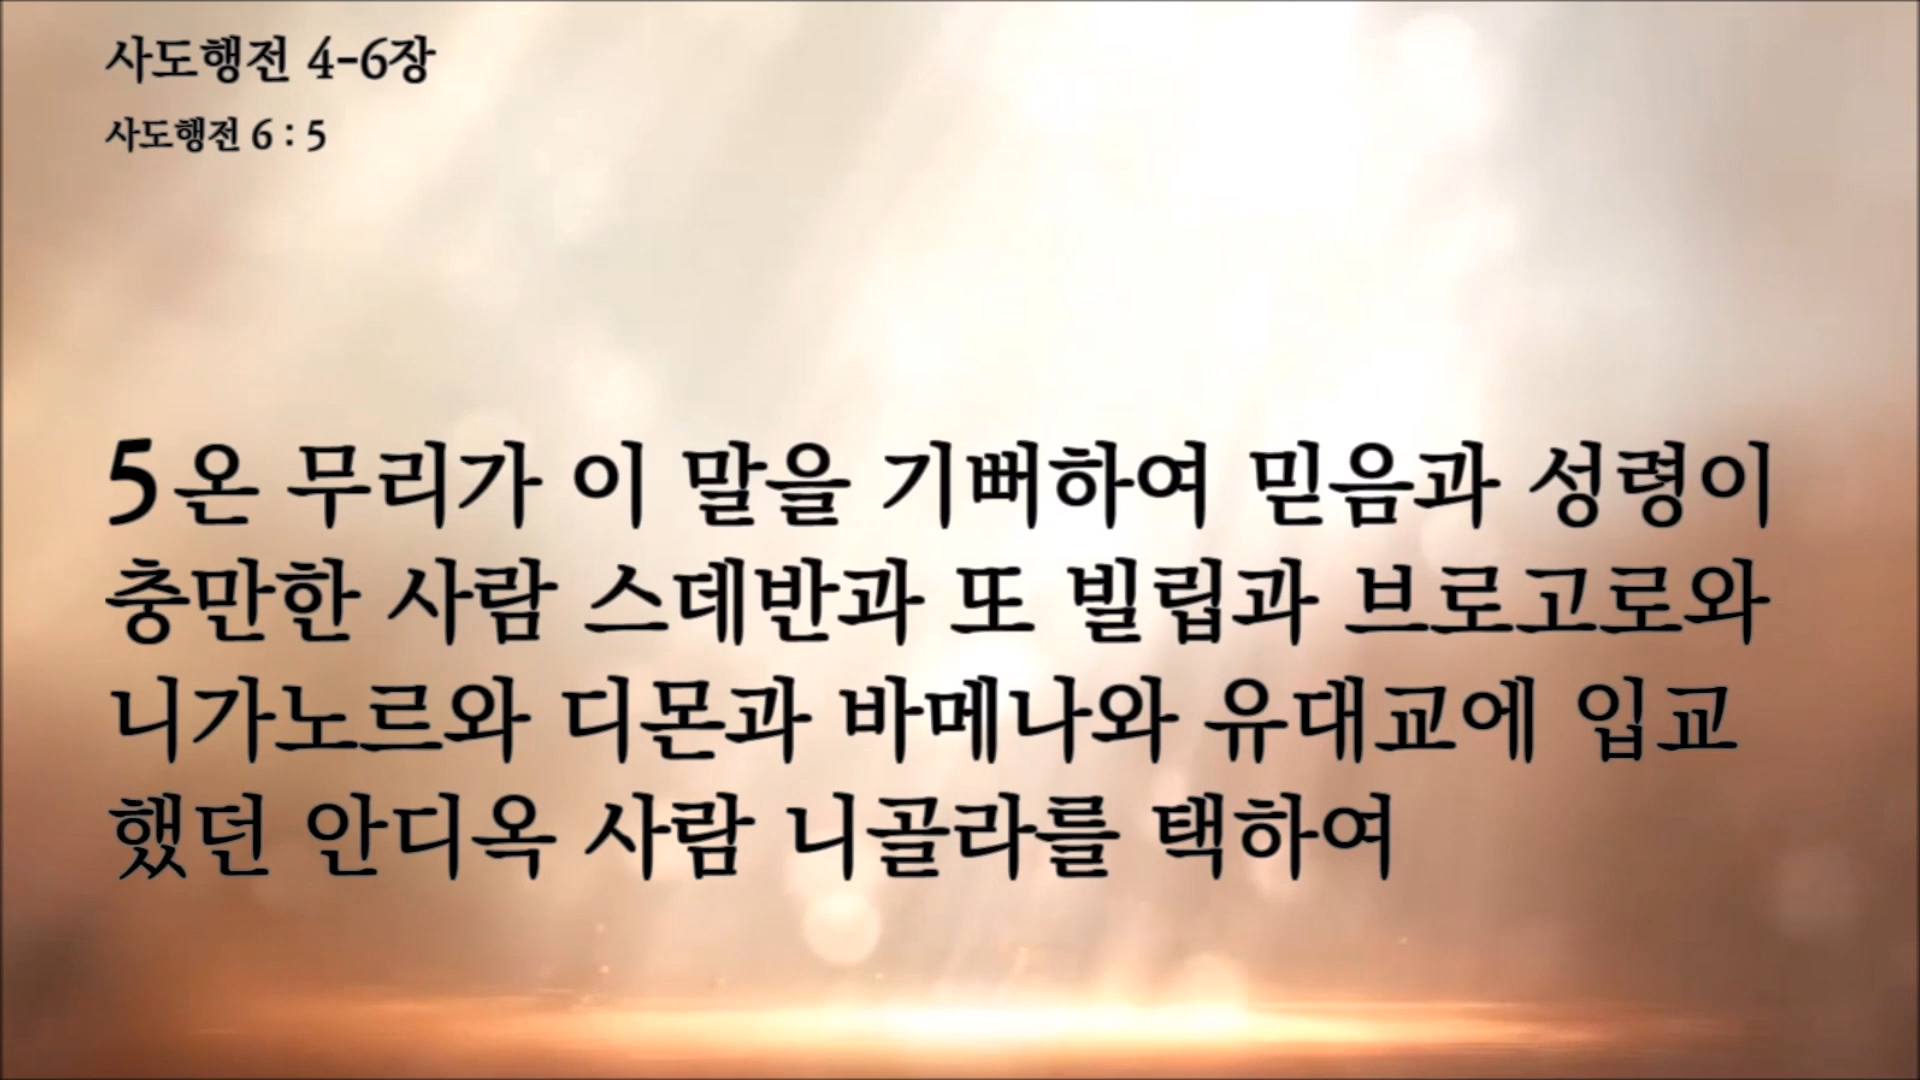 사도행전 4-6장
사도행전 6 : 5
5 온 무리가 이 말을 기뻐하여 믿음과 성령이
충만한 사람 스데반과 또 빌립과 브로고로와
니가노르와 디몬과 바메나와 유대교에 입교
했던 안디옥 사람 니골라를 택하여